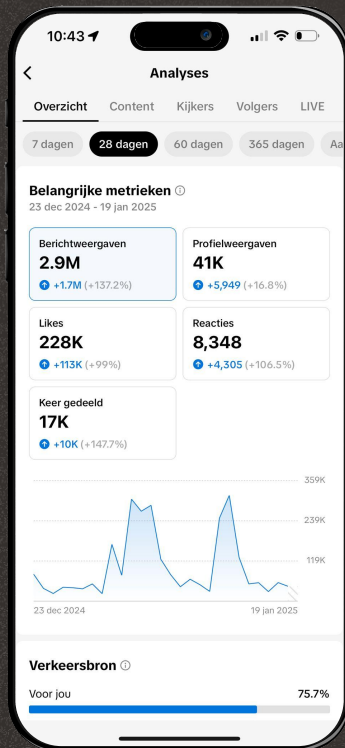 10:43
Analyses
Overzicht Content Kijkers Volgers LIVE
7 dagen 28 dagen 60 dagen 365 dagen Aa
Belangrijke metrieken
23 dec 2024 - 19 jan 2025
Berichtweergaven
2.9M
+1.7M (+137.2%)
Profielweergaven
41K
+5,949 (+16.8%)
Likes
228K
+113K (+99%)
Reacties
8,348
+4,305 (+106.5%)
Keer gedeeld
17K
+10K (+147.7%)
359K
239K
119K
23 dec 2024 19 jan 2025
Verkeersbron
Voor jou 75.7%